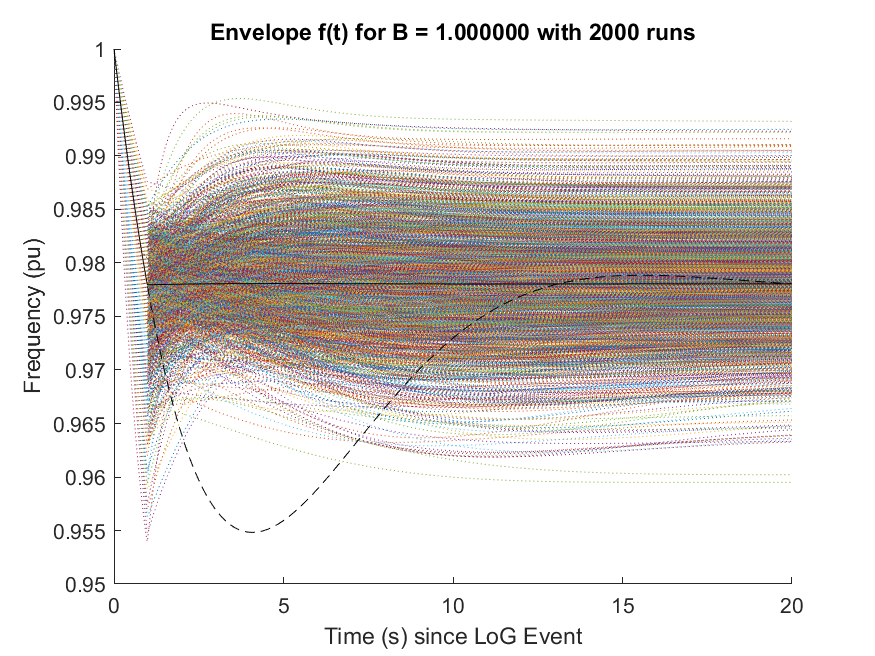 Envelope f(t) for B = 1.000000 with 2000 runs
1
0.995
0.99
0.985
0.98
0.975
0.97
0.965
0.96
0.955
0.95
Frequency (pu)
0 5 10 15 20
Time (s) since LoG Event